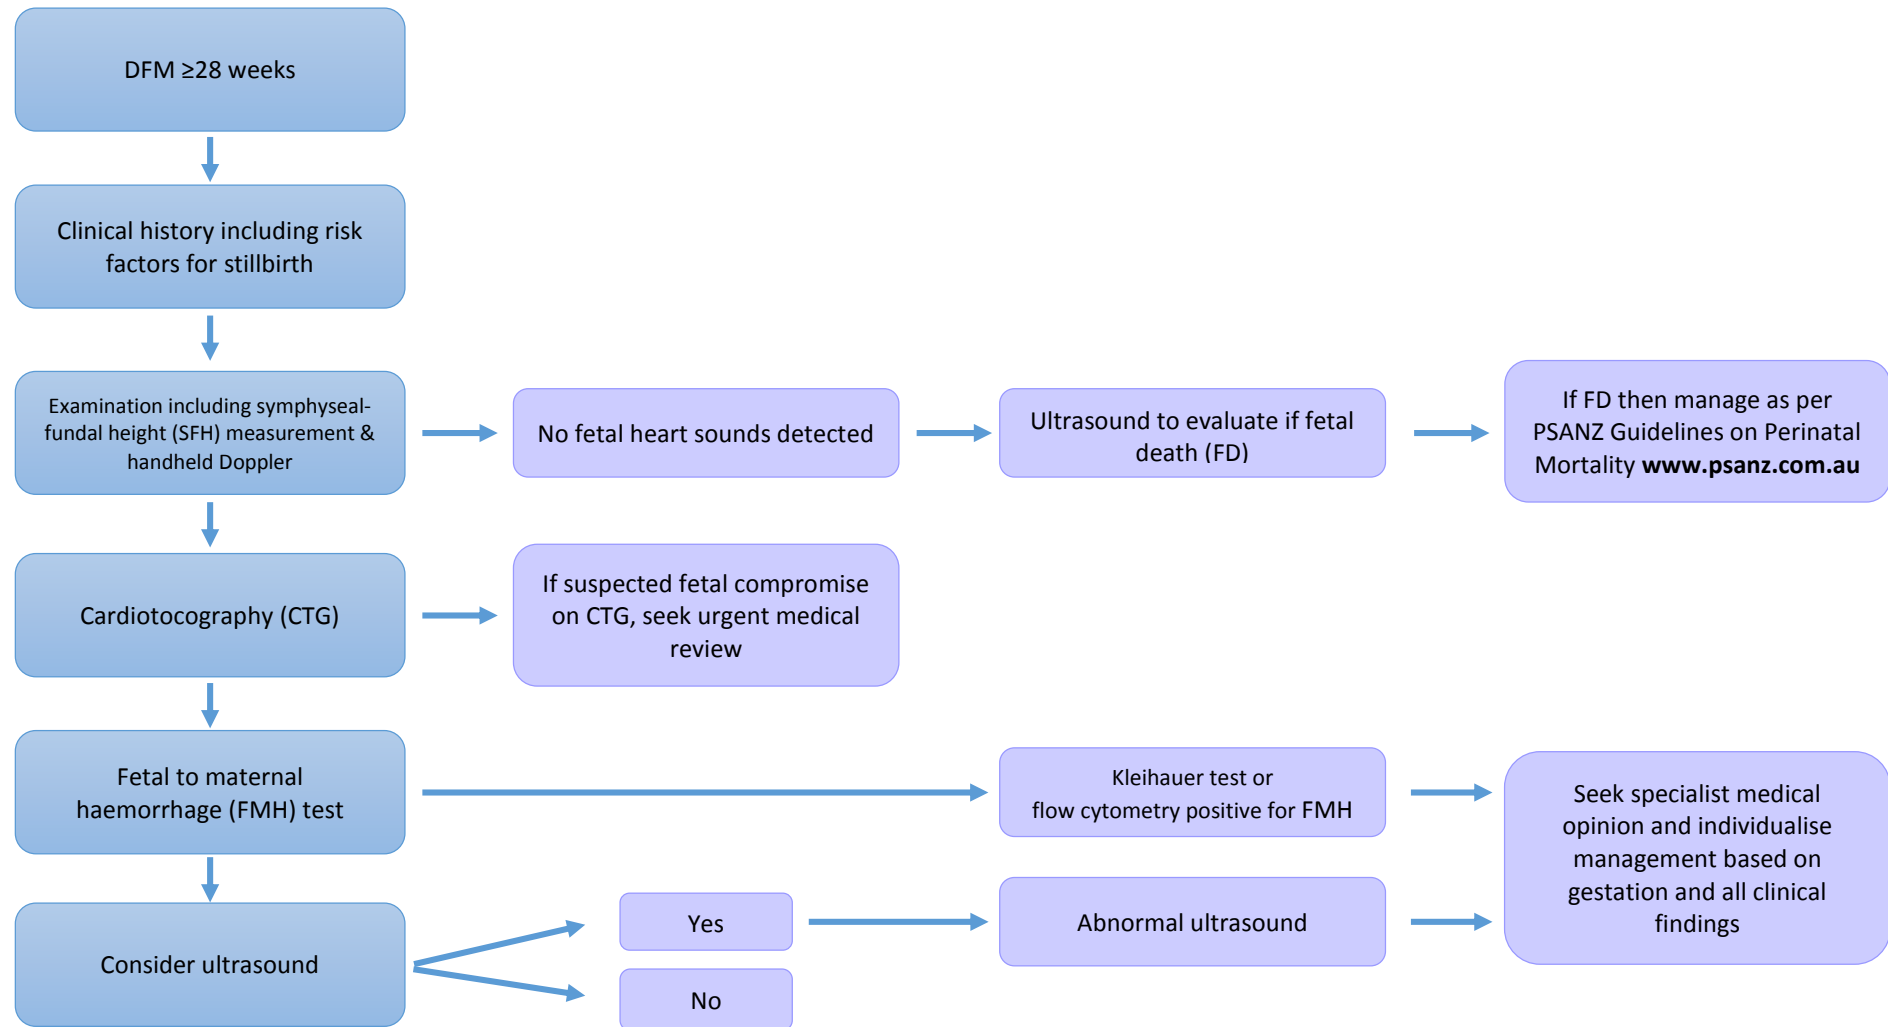 DFM ≥28 weeks
Clinical history including risk
factors for stillbirth
Examination including symphyseal-
fundal height (SFH) measurement &
handheld Doppler
No fetal heart sounds detected
Ultrasound to evaluate if fetal
death (FD)
If FD then manage as per
PSANZ Guidelines on Perinatal
Mortality www.psanz.com.au
Cardiotocography (CTG)
If suspected fetal compromise
on CTG, seek urgent medical
review
Fetal to maternal
haemorrhage (FMH) test
Kleihauer test or
flow cytometry positive for FMH
Seek specialist medical
opinion and individualise
management based on
gestation and all clinical
findings
Consider ultrasound
Yes
Abnormal ultrasound
No